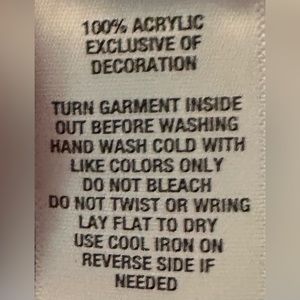 100% ACRYLIC
EXCLUSIVE OF
DECORATION
TURN GARMENT INSIDE
OUT BEFORE WASHING
HAND WASH COLD WITH
LIKE COLORS ONLY
DO NOT BLEACH
DO NOT TWIST OR WRING
LAY FLAT TO DRY
USE COOL IRON ON
REVERSE SIDE IF
NEEDED